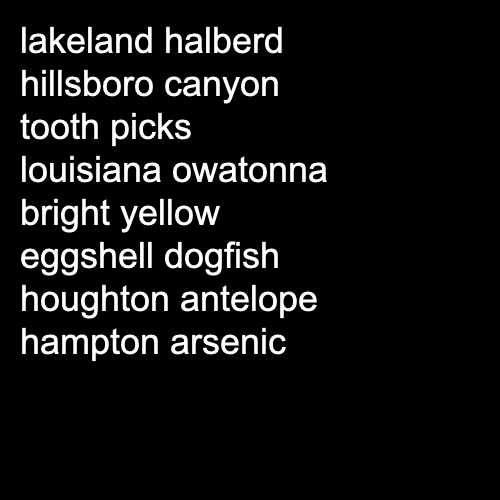 lakeland halberd
hillsboro canyon
tooth picks
louisiana owatonna
bright yellow
eggshell dogfish
houghton antelope
hampton arsenic